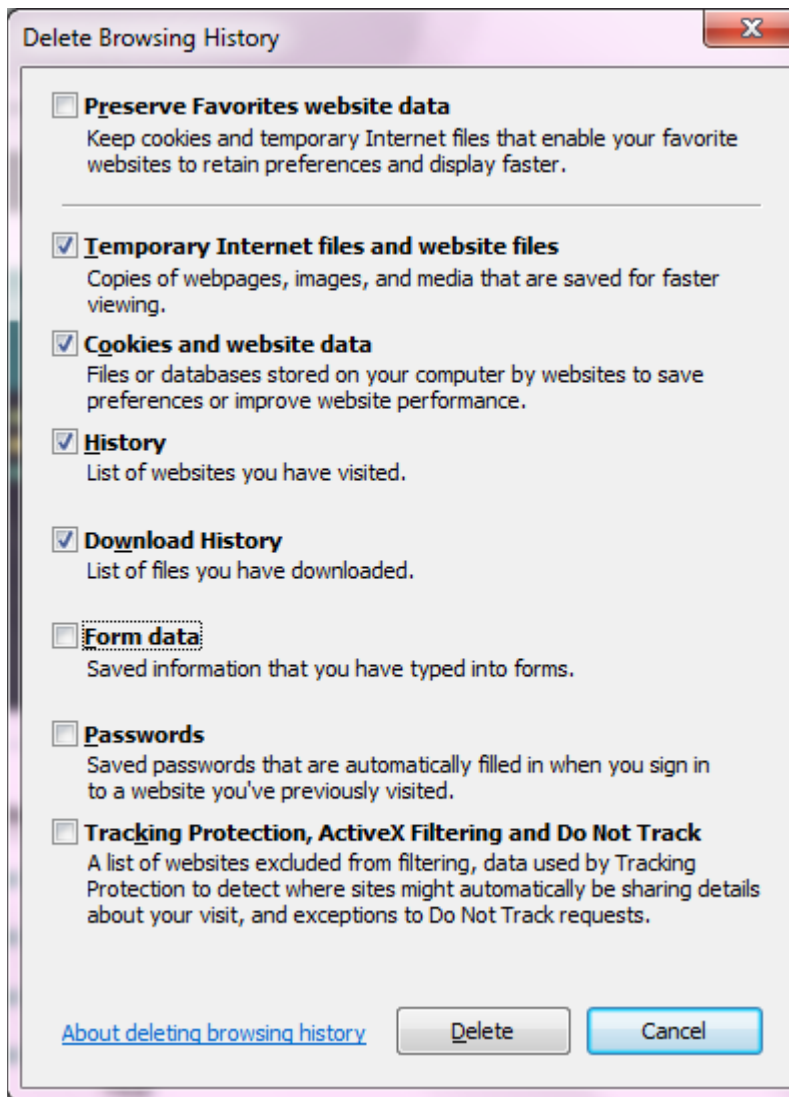 Delete Browsing History
Preserve Favorites website data
Keep cookies and temporary Internet files that enable your favorite
websites to retain preferences and display faster.
Temporary Internet files and website files
Copies of webpages, images, and media that are saved for faster
viewing.
Cookies and website data
Files or databases stored on your computer by websites to save
preferences or improve website performance.
History
List of websites you have visited.
Download History
List of files you have downloaded.
Form data
Saved information that you have typed into forms.
Passwords
Saved passwords that are automatically filled in when you sign in
to a website you've previously visited.
Tracking Protection, ActiveX Filtering and Do Not Track
A list of websites excluded from filtering, data used by Tracking
Protection to detect where sites might automatically be sharing details
about your visit, and exceptions to Do Not Track requests.
About deleting browsing history
Delete
Cancel